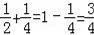 1/2 + 1/4 = 1 - 1/4 = 3/4